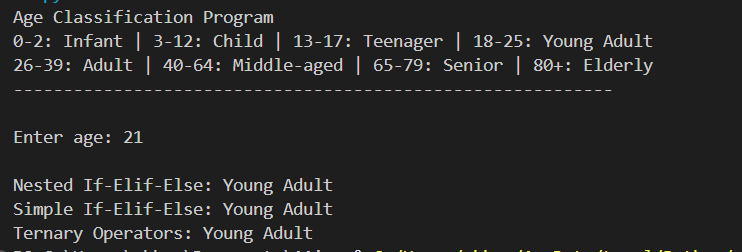 Age Classification Program
0-2: Infant | 3-12: Child | 13-17: Teenager | 18-25: Young Adult
26-39: Adult | 40-64: Middle-aged | 65-79: Senior | 80+: Elderly
------------------------------------------------------------
Enter age: 21
Nested If-Elif-Else: Young Adult
Simple If-Elif-Else: Young Adult
Ternary Operators: Young Adult